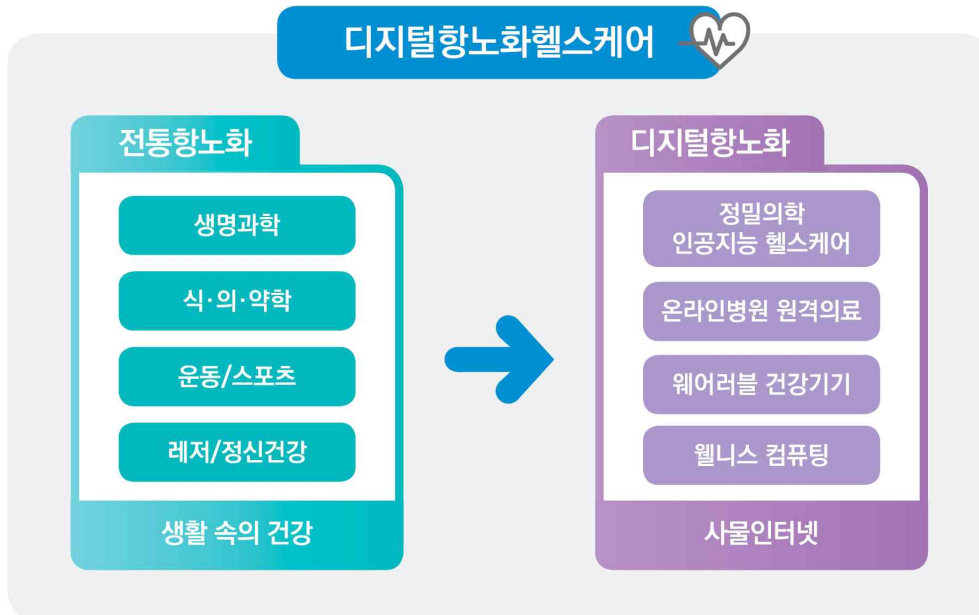 디지털항노화헬스케어
전통항노화
생명과학
식·의·약학
운동/스포츠
레저/정신건강
생활 속의 건강
디지털항노화
정밀의학
인공지능 헬스케어
온라인병원 원격의료
웨어러블 건강기기
웰니스 컴퓨팅
사물인터넷